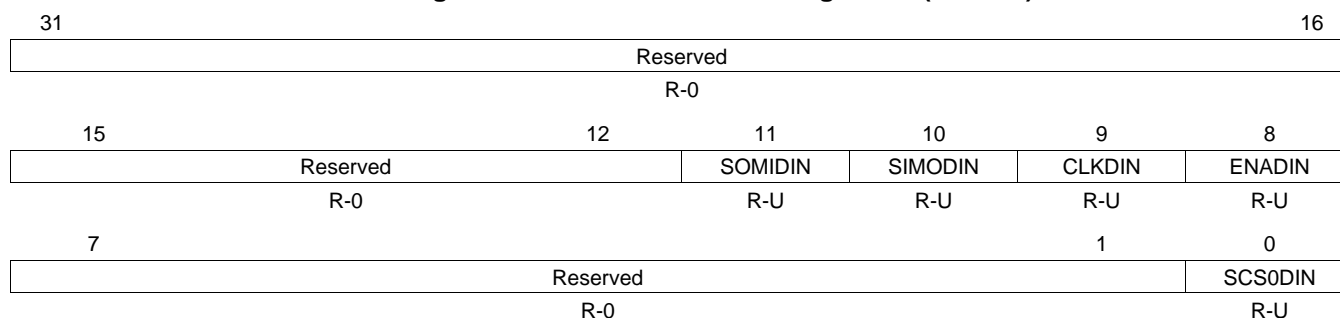 31 16
Reserved
R-0
15 12 11 10 9 8
Reserved SOMIDIN SIMODIN CLKDIN ENADIN
R-0 R-U R-U R-U R-U
7 1 0
Reserved SCS0DIN
R-0 R-U